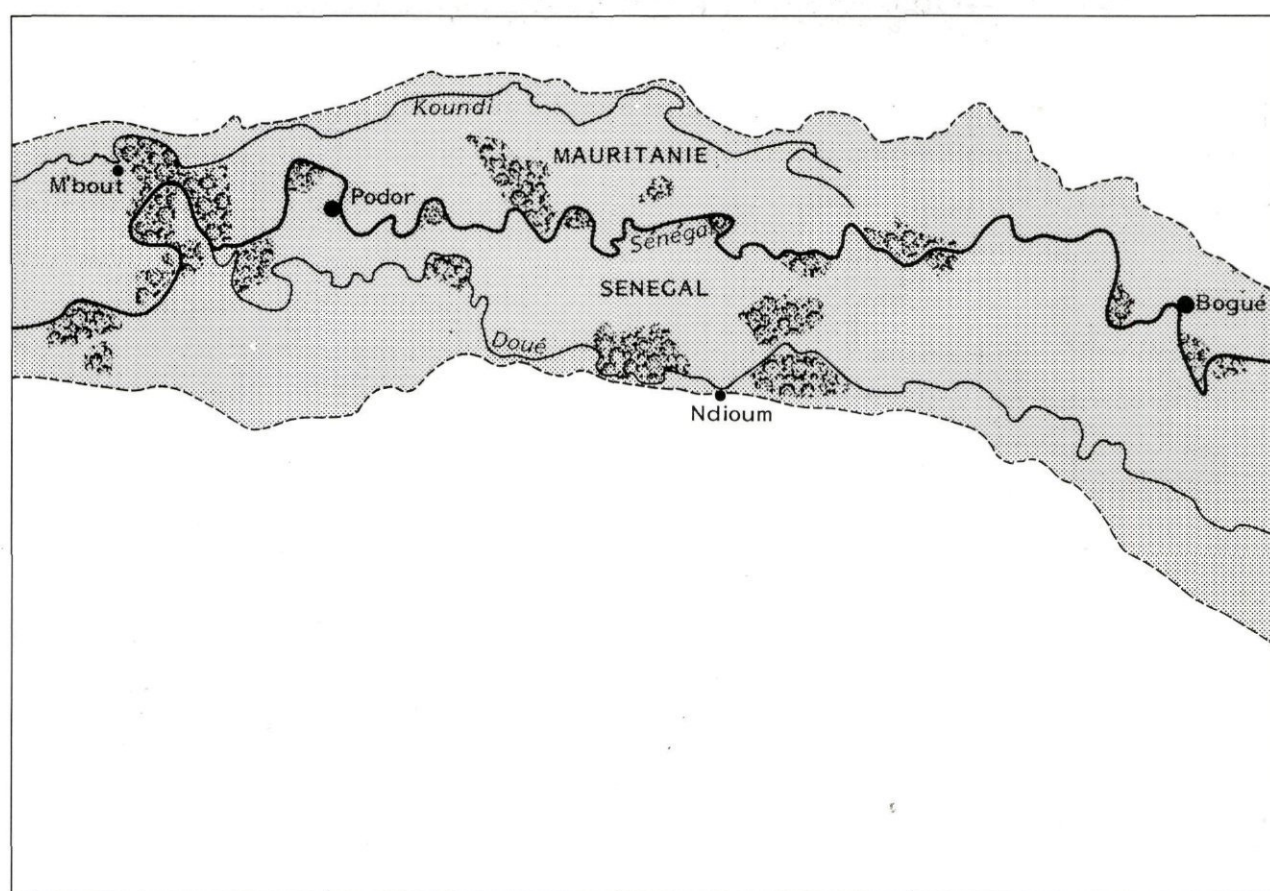 Koundi
MAURITANIE
M'bout
Podor
Sénégal
SENEGAL
Bogué
Doué
Ndioum